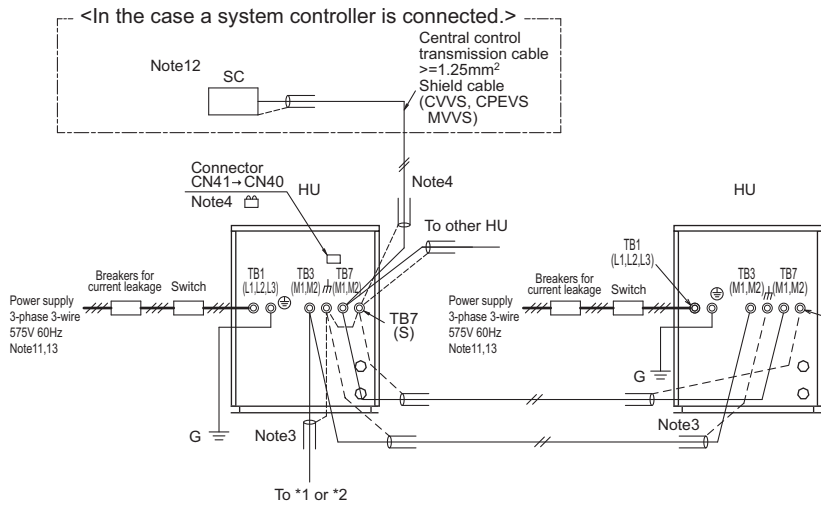 <In the case a system controller is connected.>
Note12
SC
Central control
transmission cable
>=1.25mm²
Shield cable
(CVVS, CPEVS
MVVS)
Connector
CN41→CN40
Note4
HU
Note4
To other HU
HU
TB1
(L1,L2,L3)
TB3
(M1,M2)
TB7
(M1,M2)
TB7
(S)
Breakers for
current leakage
Switch
Power supply
3-phase 3-wire
575V 60Hz
Note11,13
G
Note3
To *1 or *2
TB1
(L1,L2,L3)
TB3
(M1,M2)
TB7
(M1,M2)
Breakers for
current leakage
Switch
Power supply
3-phase 3-wire
575V 60Hz
Note11,13
G
Note3